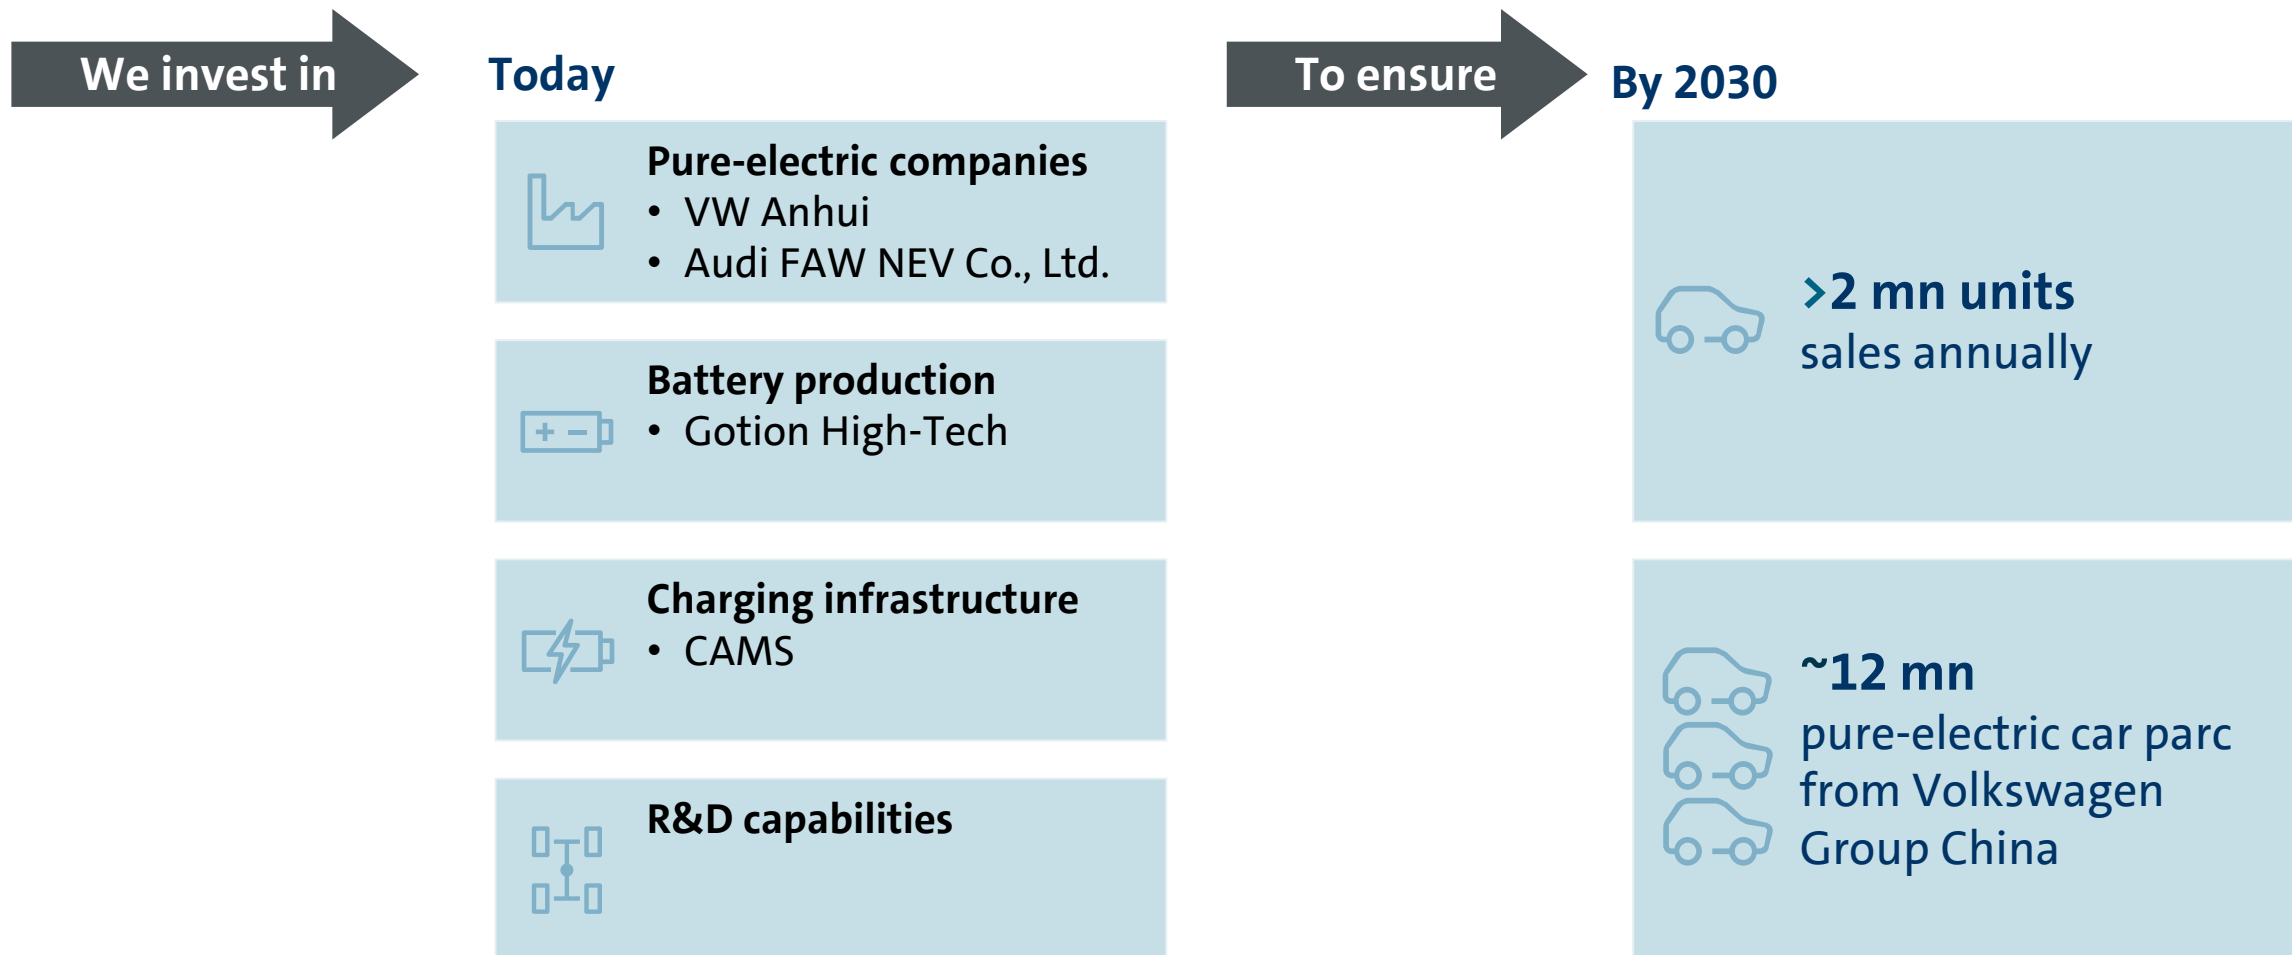 We invest in
Today
Pure-electric companies
• VW Anhui
• Audi FAW NEV Co., Ltd.
Battery production
• Gotion High-Tech
Charging infrastructure
• CAMS
R&D capabilities
To ensure
By 2030
>2 mn units
sales annually
~12 mn
pure-electric car parc
from Volkswagen
Group China